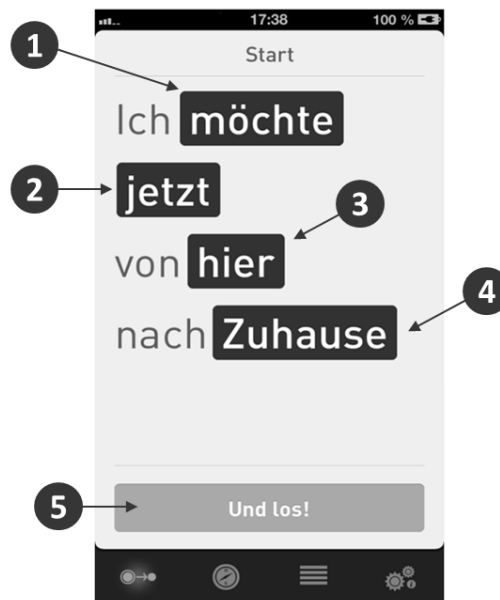 17:38 100 %
Start
1
Ich möchte
2 jetzt
3
von hier
4
nach Zuhause
5 Und los!